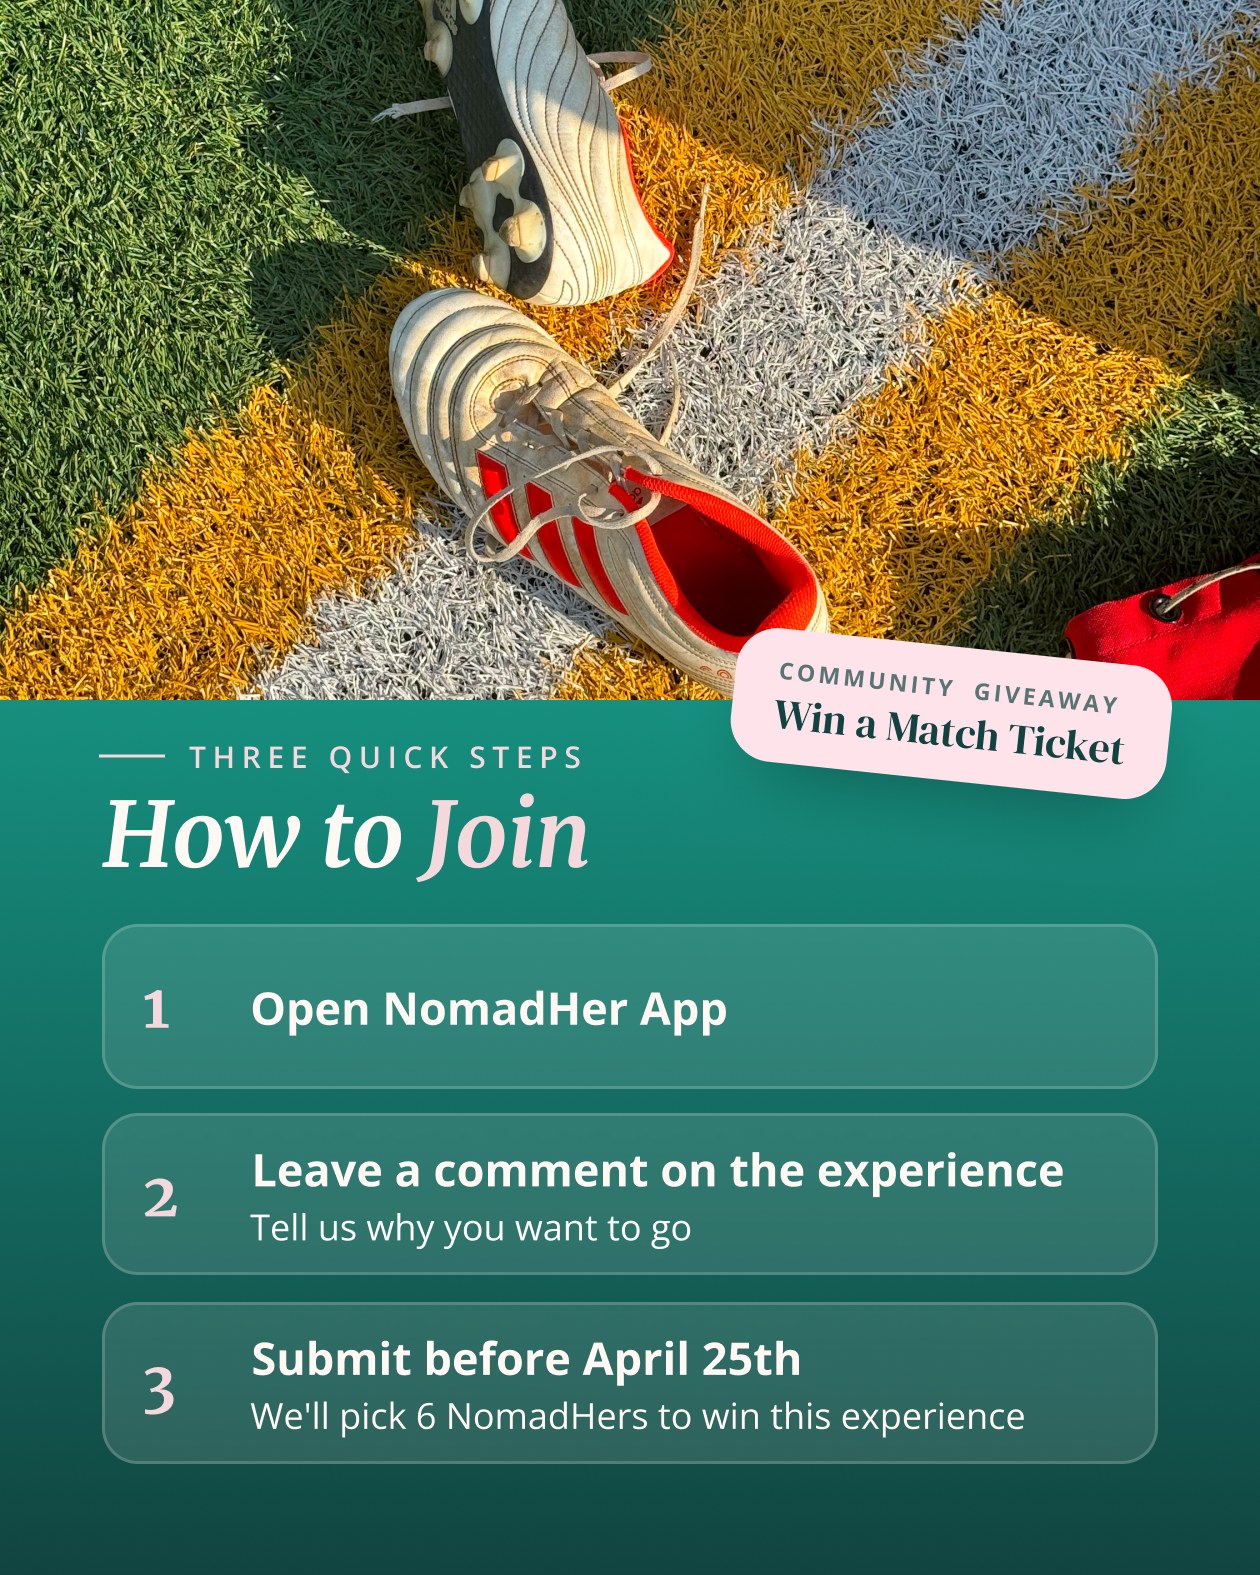 COMMUNITY GIVEAWAY
Win a Match Ticket
THREE QUICK STEPS
How to Join
1
Open NomadHer App
2
Leave a comment on the experience
Tell us why you want to go
3
Submit before April 25th
We'll pick 6 NomadHers to win this experience